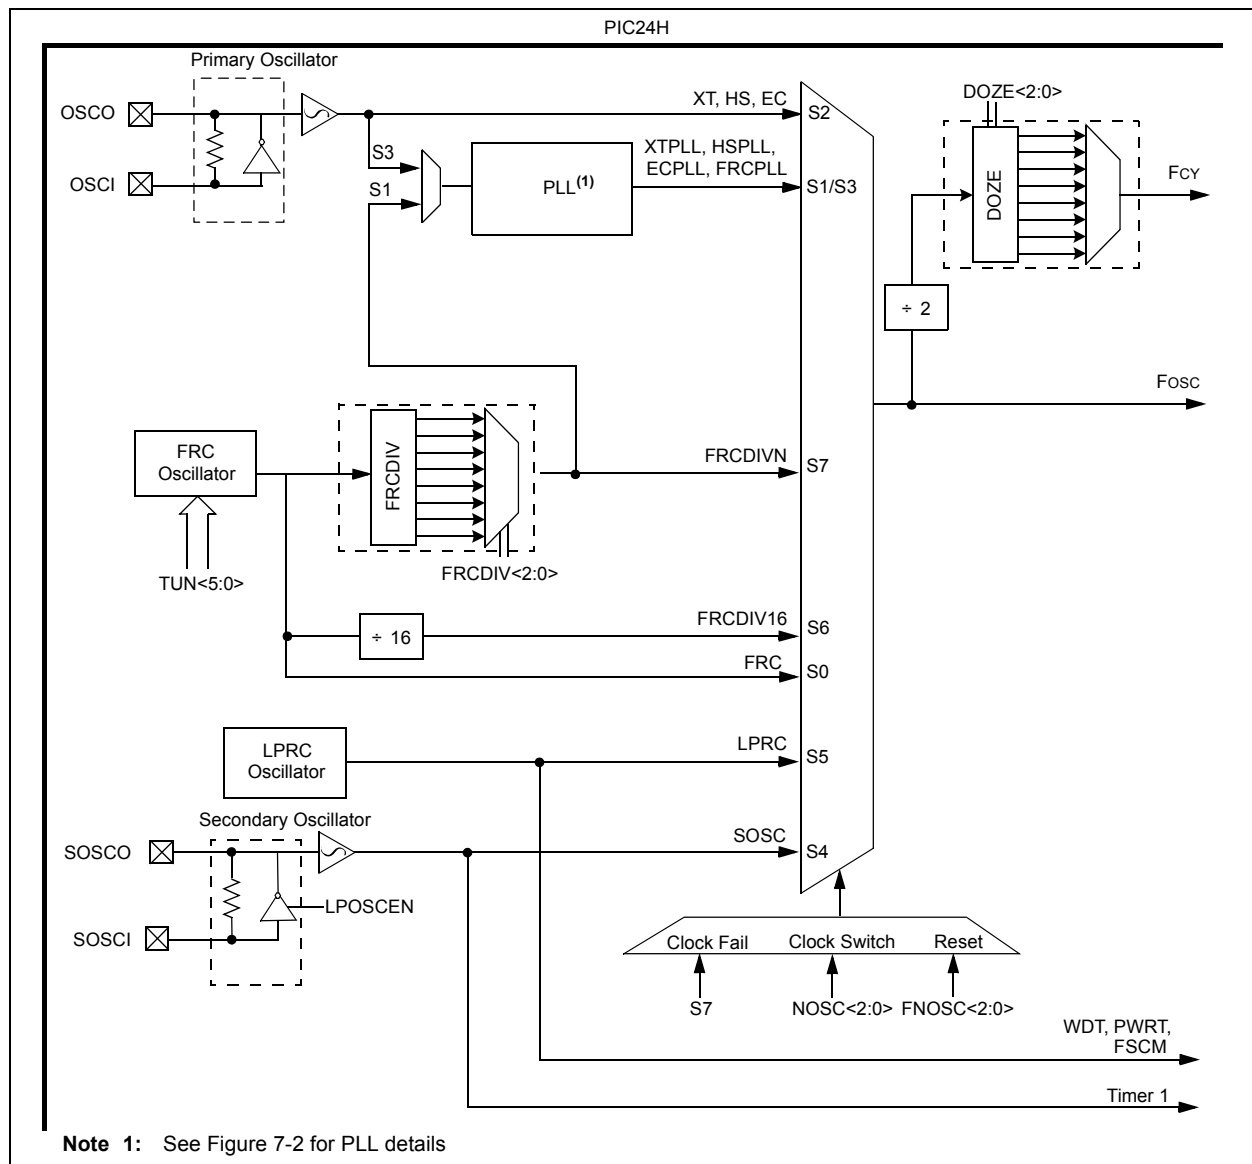 PIC24H
Primary Oscillator
OSCO
OSCI
S3
S1
PLL(1)
XT, HS, EC
XTPLL, HSPLL,
ECPLL, FRCPLL
S2
S1/S3
DOZE<2:0>
DOZE
FCY
÷ 2
FOSC
FRC
Oscillator
TUN<5:0>
FRCDIV
FRCDIV<2:0>
FRCDIVN
S7
÷ 16
FRCDIV16
S6
FRC
S0
LPRC
Oscillator
LPRC
S5
Secondary Oscillator
SOSCO
SOSCI
LPOSCEN
SOSC
S4
Clock Fail
Clock Switch
Reset
S7
NOSC<2:0>
FNOSC<2:0>
WDT, PWRT,
FSCM
Timer 1
Note 1: See Figure 7-2 for PLL details